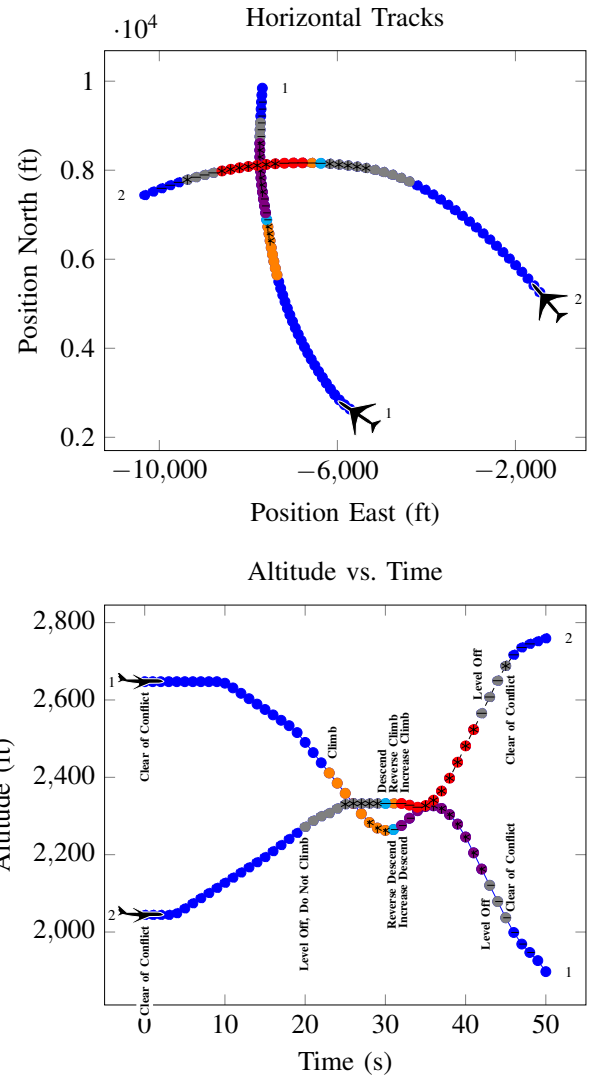 Horizontal Tracks
·10⁴
1
0.8
0.6
0.4
0.2
Position North (ft)
−10,000
−6,000
−2,000
Position East (ft)
1
2
2
1
Altitude vs. Time
2,800
2,600
2,400
2,200
2,000
Altitude (ft)
0
10
20
30
40
50
Time (s)
1
2
2
1
Clear of Conflict
Climb
Descend
Reverse Climb
Increase Climb
Level Off
Clear of Conflict
Clear of Conflict
Level Off, Do Not Climb
Reverse Descend
Increase Descend
Level Off
Clear of Conflict